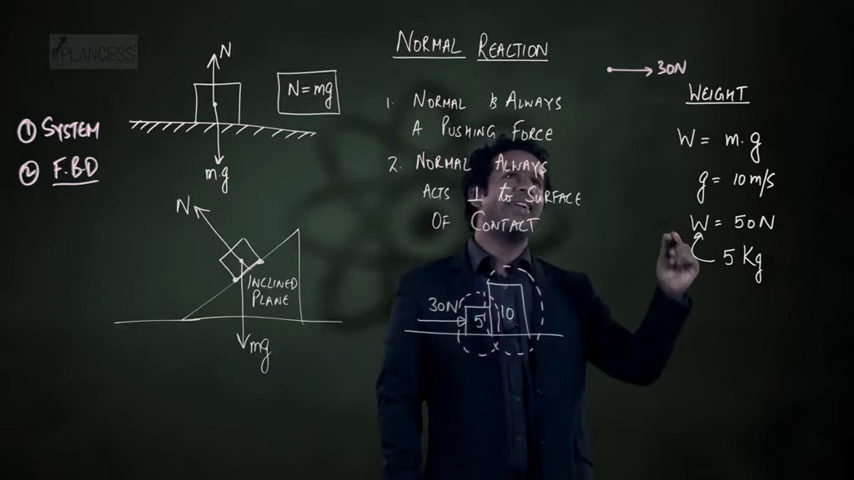 PLANCESS
NORMAL REACTION
N
N=mg
mg
① SYSTEM
② F.B.D
N
INCLINED
PLANE
mg
1. NORMAL is ALWAYS
A PUSHING FORCE
2. NORMAL ALWAYS
ACTS ⊥ to SURFACE
OF CONTACT
30N
5
10
30N
WEIGHT
W = m.g
g = 10 m/s
W = 50N
5 Kg